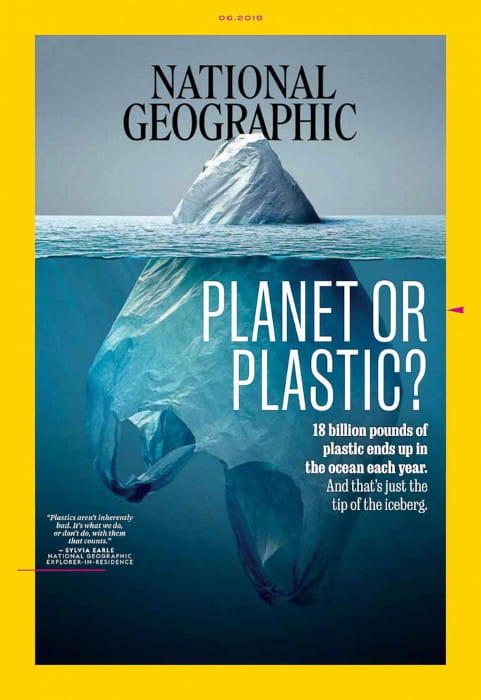 06.2018
NATIONAL
GEOGRAPHIC
PLANET OR
PLASTIC?
18 billion pounds of
plastic ends up in
the ocean each year.
And that's just the
tip of the iceberg.
"Plastics aren't inherently
bad. It's what we do,
or don't do, with them
that counts."
— SYLVIA EARLE
NATIONAL GEOGRAPHIC
EXPLORER-IN-RESIDENCE